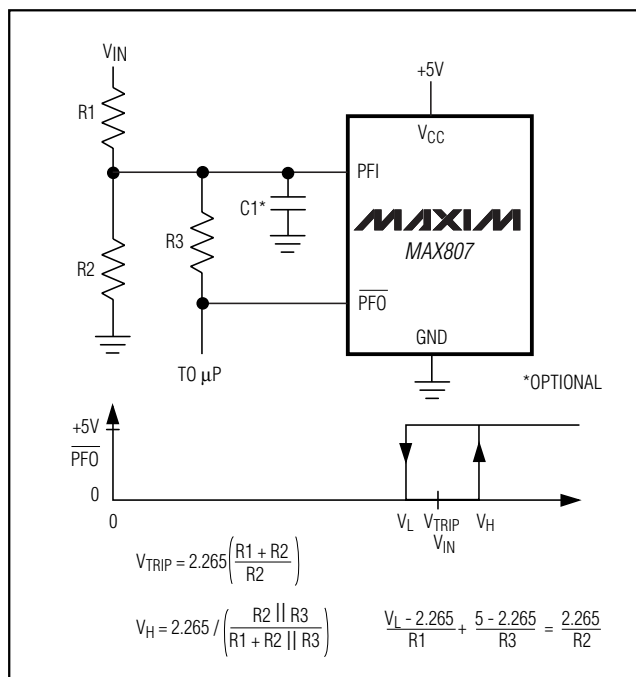 VIN
R1
+5V
VCC
PFI
C1*
R3
MAXIM
MAX807
R2
PFO
GND
TO µP
*OPTIONAL
+5V
PFO
0
0
VL
VTRIP
VH
VIN
VTRIP = 2.265(R1 + R2 / R2)
VH = 2.265 / (R2 || R3 / R1 + R2 || R3)
VL - 2.265 / R1 + 5 - 2.265 / R3 = 2.265 / R2